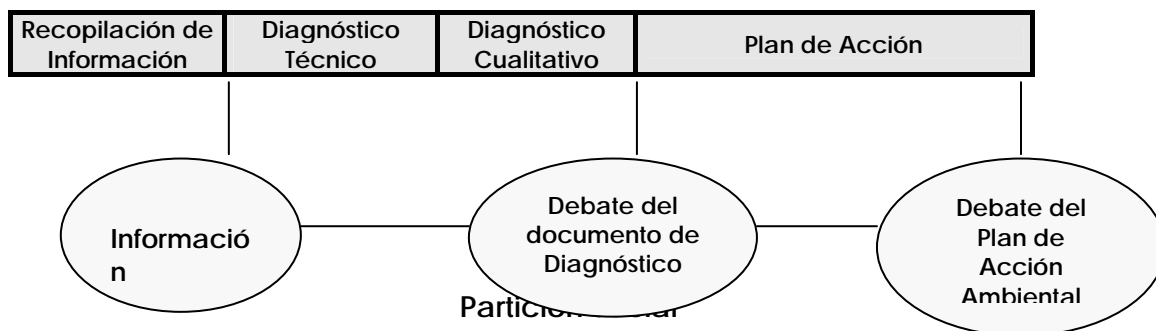 Recopilación de
Información
Diagnóstico
Técnico
Diagnóstico
Cualitativo
Plan de Acción
Informació
n
Debate del
documento de
Diagnóstico
Debate del
Plan de
Acción
Ambiental